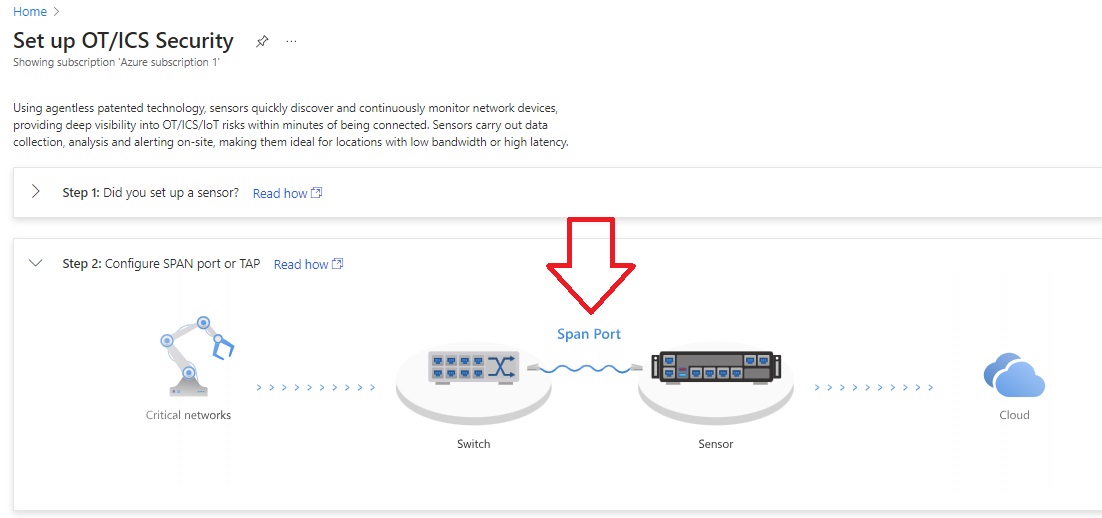 Home
Set up OT/ICS Security
Showing subscription 'Azure subscription 1'
Using agentless patented technology, sensors quickly discover and continuously monitor network devices,
providing deep visibility into OT/ICS/IoT risks within minutes of being connected. Sensors carry out data
collection, analysis and alerting on-site, making them ideal for locations with low bandwidth or high latency.
Step 1: Did you set up a sensor? Read how
Step 2: Configure SPAN port or TAP Read how
Span Port
Critical networks
Switch
Sensor
Cloud